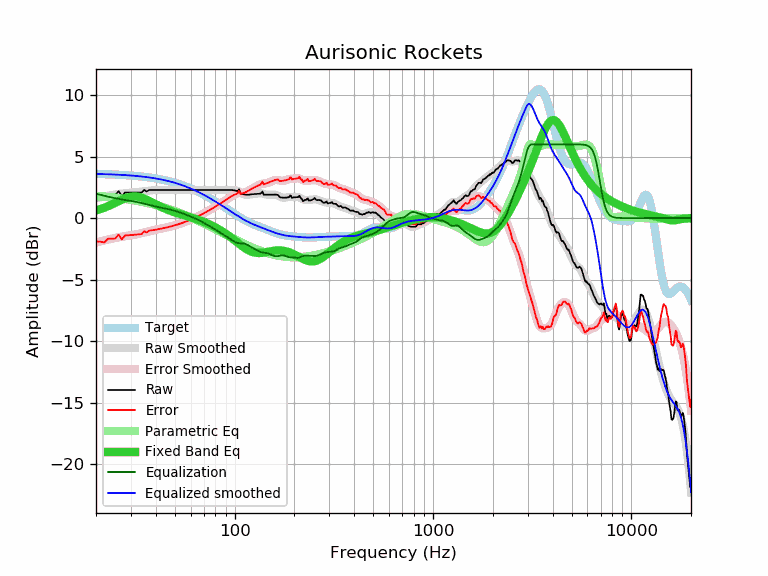 Aurisonic Rockets
Amplitude (dBr)
10
5
0
−5
−10
−15
−20
Target
Raw Smoothed
Error Smoothed
Raw
Error
Parametric Eq
Fixed Band Eq
Equalization
Equalized smoothed
100
1000
10000
Frequency (Hz)